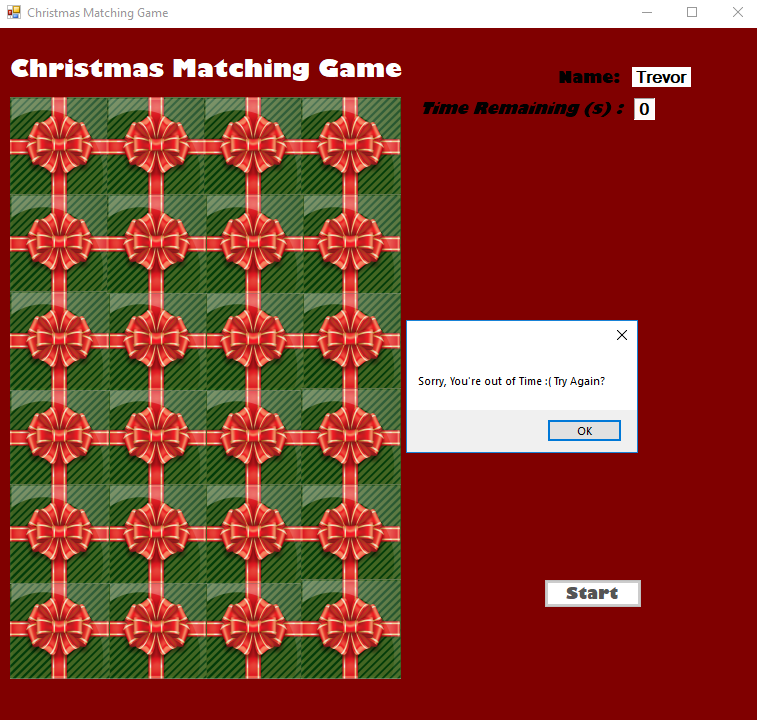 Christmas Matching Game
Christmas Matching Game
Name: Trevor
Time Remaining (s) : 0
Sorry, You're out of Time :( Try Again?
OK
Start